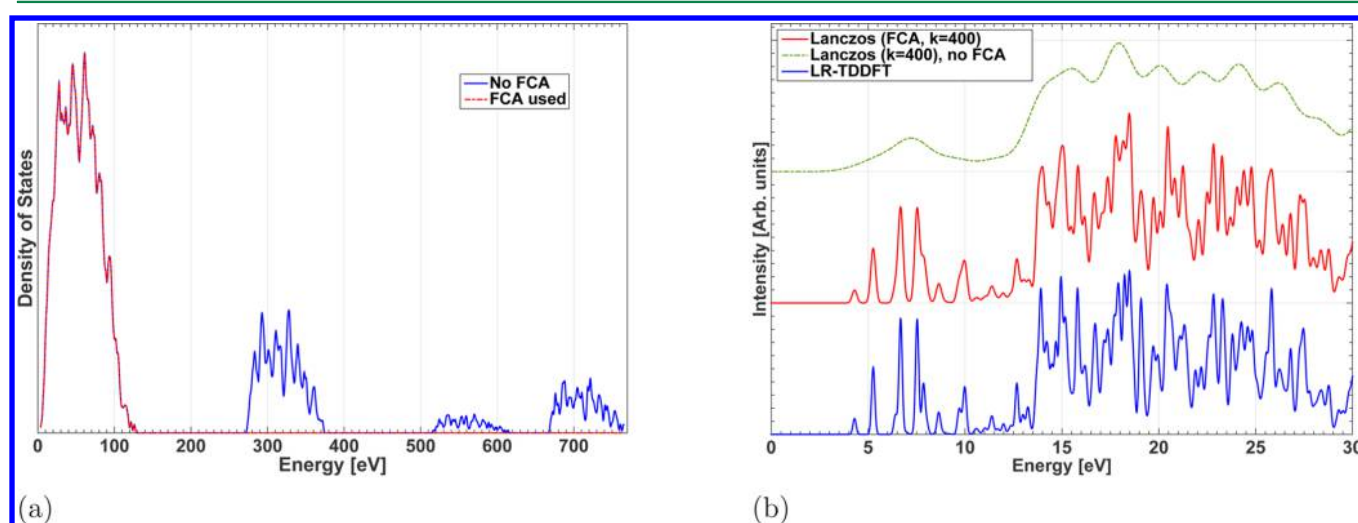 Density of States
No FCA
FCA used
0 100 200 300 400 500 600 700
Energy [eV]
(a)
Intensity [Arb. units]
Lanczos (FCA, k=400)
Lanczos (k=400), no FCA
LR-TDDFT
0 5 10 15 20 25 30
Energy [eV]
(b)